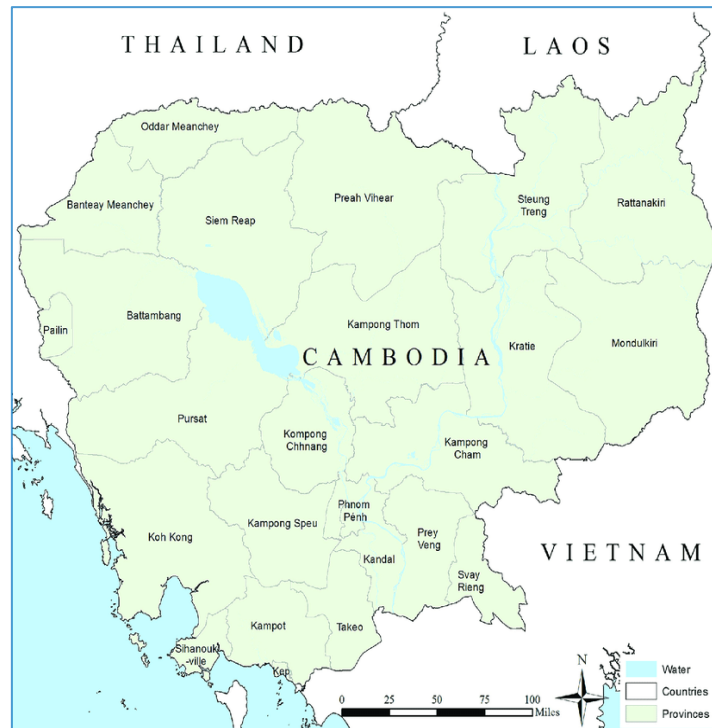 THAILAND
LAOS
Oddar Meanchey
Banteay Meanchey
Siem Reap
Preah Vihear
Steung
Treng
Rattanakiri
Battambang
Pailin
Kampong Thom
CAMBODIA
Kratie
Mondulkiri
Pursat
Kompong
Chhnang
Kampong
Cham
Kampong Speu
Phnom
Penh
Prey
Veng
Koh Kong
Kandal
Svay
Rieng
VIETNAM
Kampot
Takeo
Sihanouk
-ville
Kep
N
0 25 50 75 100
Miles
Water
Countries
Provinces